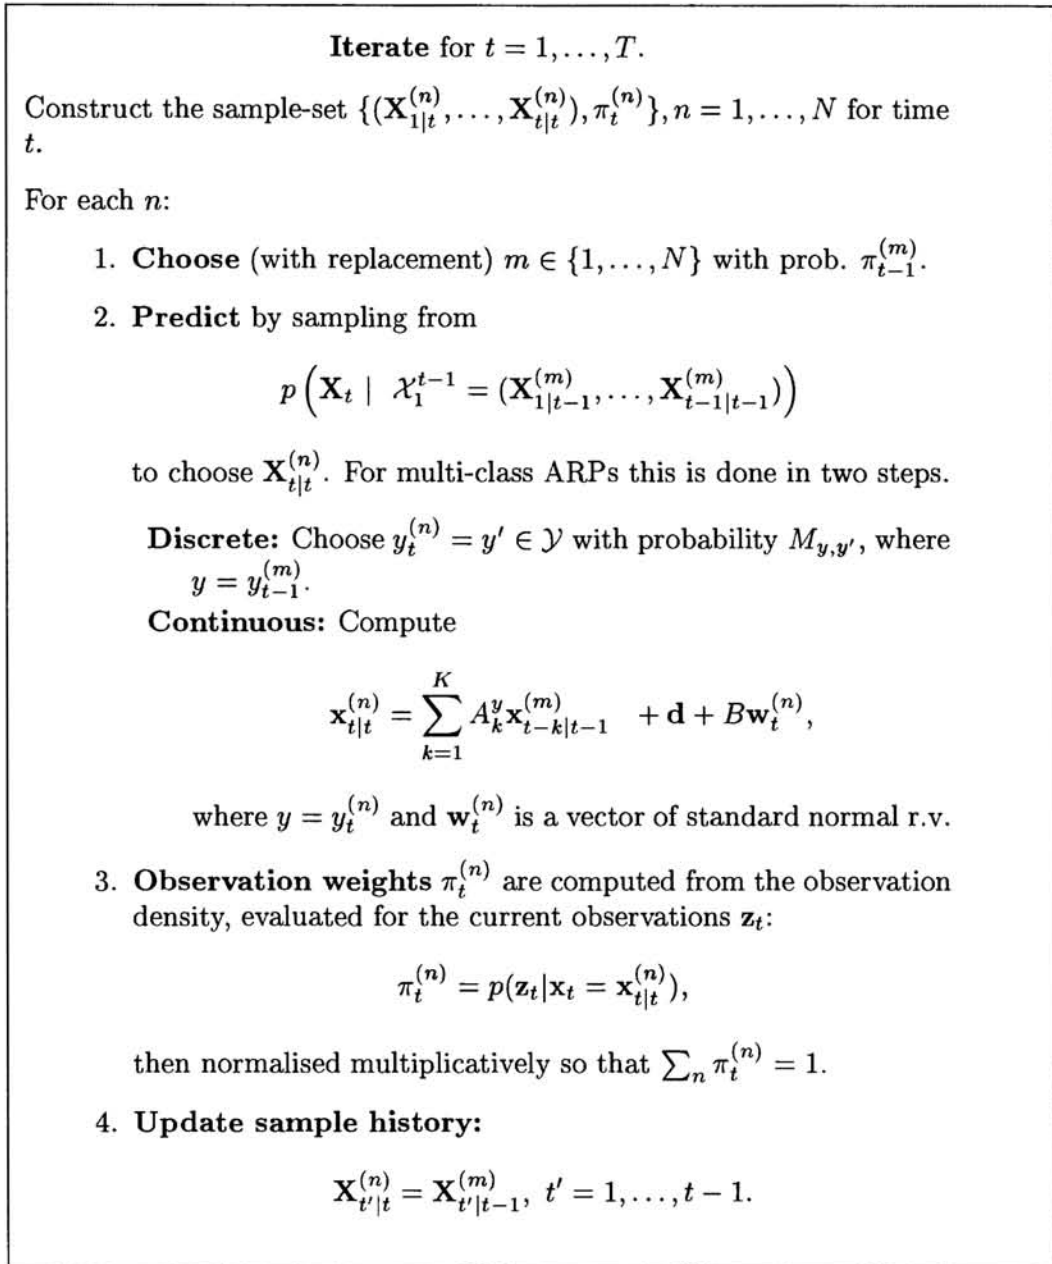 Iterate for t = 1, . . . , T.
Construct the sample-set {(X_{1|t}^{(n)}, . . . , X_{t|t}^{(n)}), π_t^{(n)}}, n = 1, . . . , N for time
t.
For each n:
1. Choose (with replacement) m ∈ {1, . . . , N} with prob. π_{t−1}^{(m)}.
2. Predict by sampling from
p(X_t | 𝒳_1^{t−1} = (X_{1|t−1}^{(m)}, . . . , X_{t−1|t−1}^{(m)}))
to choose X_{t|t}^{(n)}. For multi-class ARPs this is done in two steps.
Discrete: Choose y_t^{(n)} = y′ ∈ 𝒴 with probability M_{y,y′}, where
y = y_{t−1}^{(m)}.
Continuous: Compute
x_{t|t}^{(n)} = ∑_{k=1}^{K} A_k^y x_{t−k|t−1}^{(m)} + d + Bw_t^{(n)},
where y = y_t^{(n)} and w_t^{(n)} is a vector of standard normal r.v.
3. Observation weights π_t^{(n)} are computed from the observation
density, evaluated for the current observations z_t:
π_t^{(n)} = p(z_t|x_t = x_{t|t}^{(n)}),
then normalised multiplicatively so that ∑_n π_t^{(n)} = 1.
4. Update sample history:
X_{t′|t}^{(n)} = X_{t′|t−1}^{(m)}, t′ = 1, . . . , t − 1.